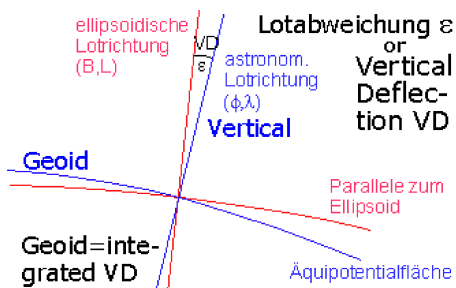 ellipsoidische
Lotrichtung
(B,L)
VD
ε
astronom.
Lotrichtung
(ϕ,λ)
Vertical
Lotabweichung ε
or
Vertical
Deflec-
tion VD
Geoid
Parallele zum
Ellipsoid
Geoid=inte-
grated VD
Äquipotentialfläche